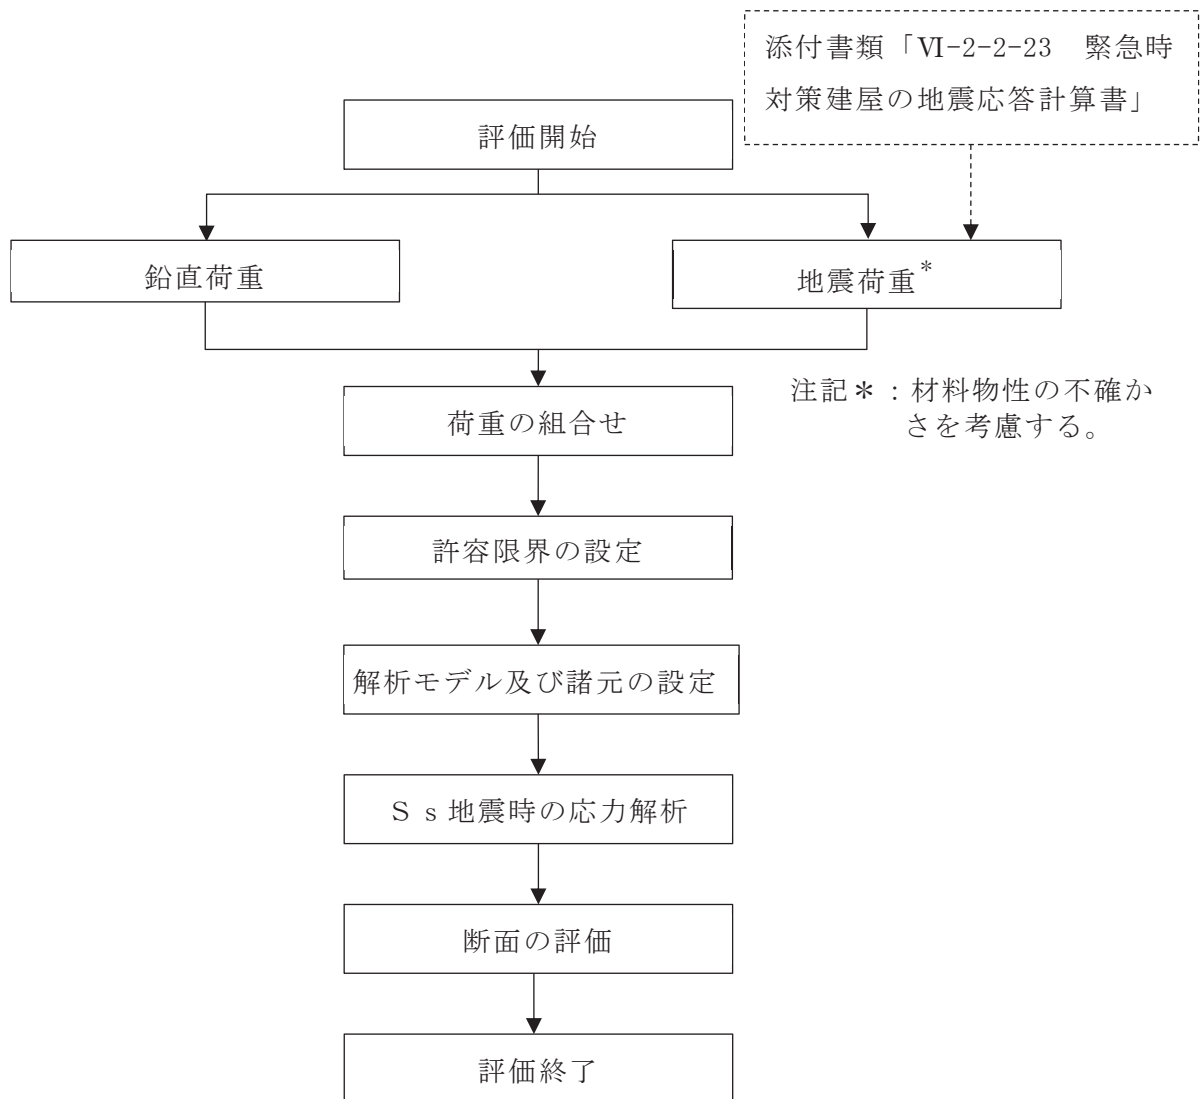 添付書類「Ⅵ-2-2-23　緊急時
対策建屋の地震応答計算書」
評価開始
鉛直荷重
地震荷重*
荷重の組合せ
注記＊：材料物性の不確か
さを考慮する。
許容限界の設定
解析モデル及び諸元の設定
Ｓｓ地震時の応力解析
断面の評価
評価終了